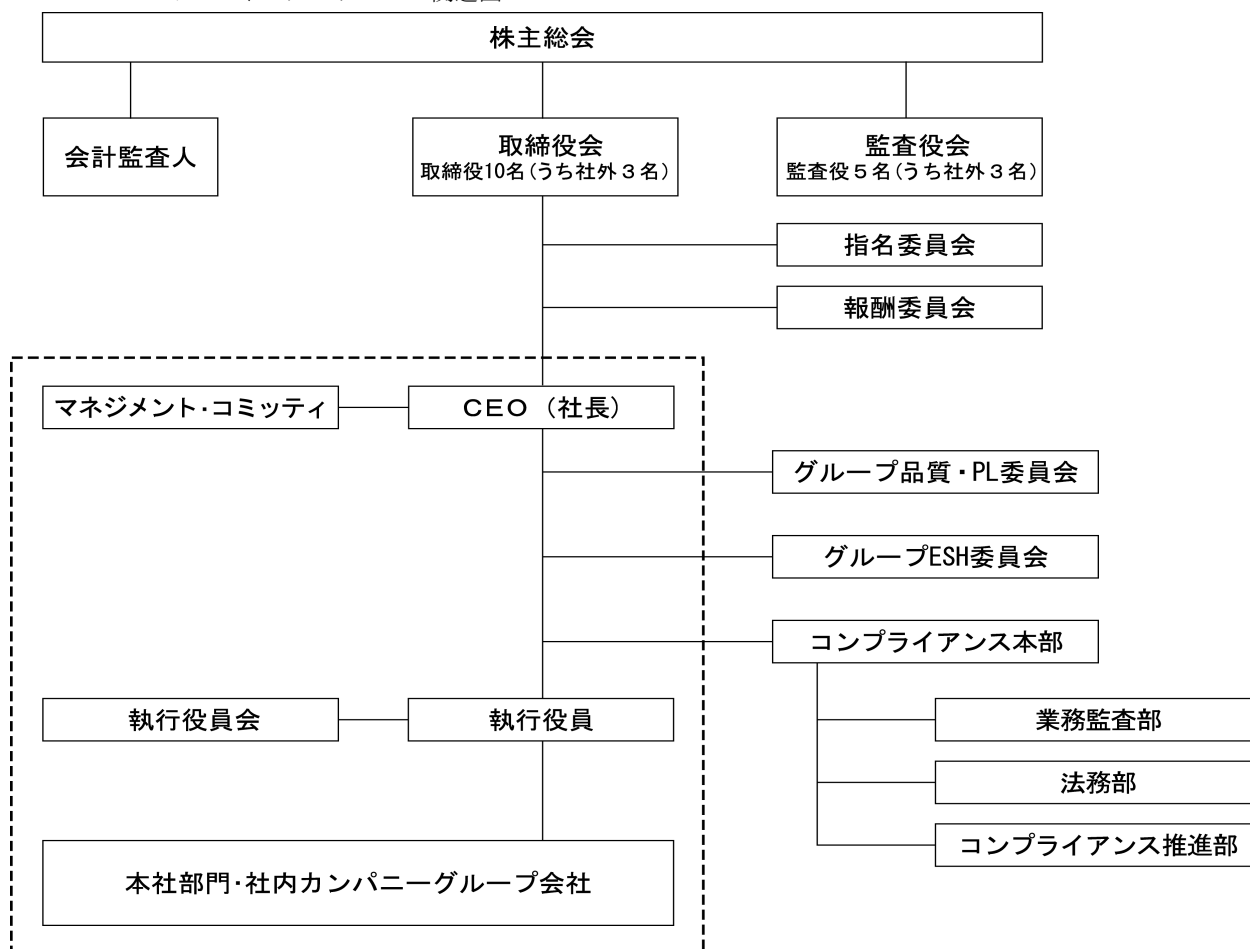 株主総会
会計監査人
取締役会
取締役10名(うち社外３名)
監査役会
監査役５名(うち社外３名)
指名委員会
報酬委員会
マネジメント・コミッティ
ＣＥＯ（社長）
グループ品質・PL委員会
グループESH委員会
コンプライアンス本部
執行役員会
執行役員
業務監査部
法務部
コンプライアンス推進部
本社部門・社内カンパニーグループ会社